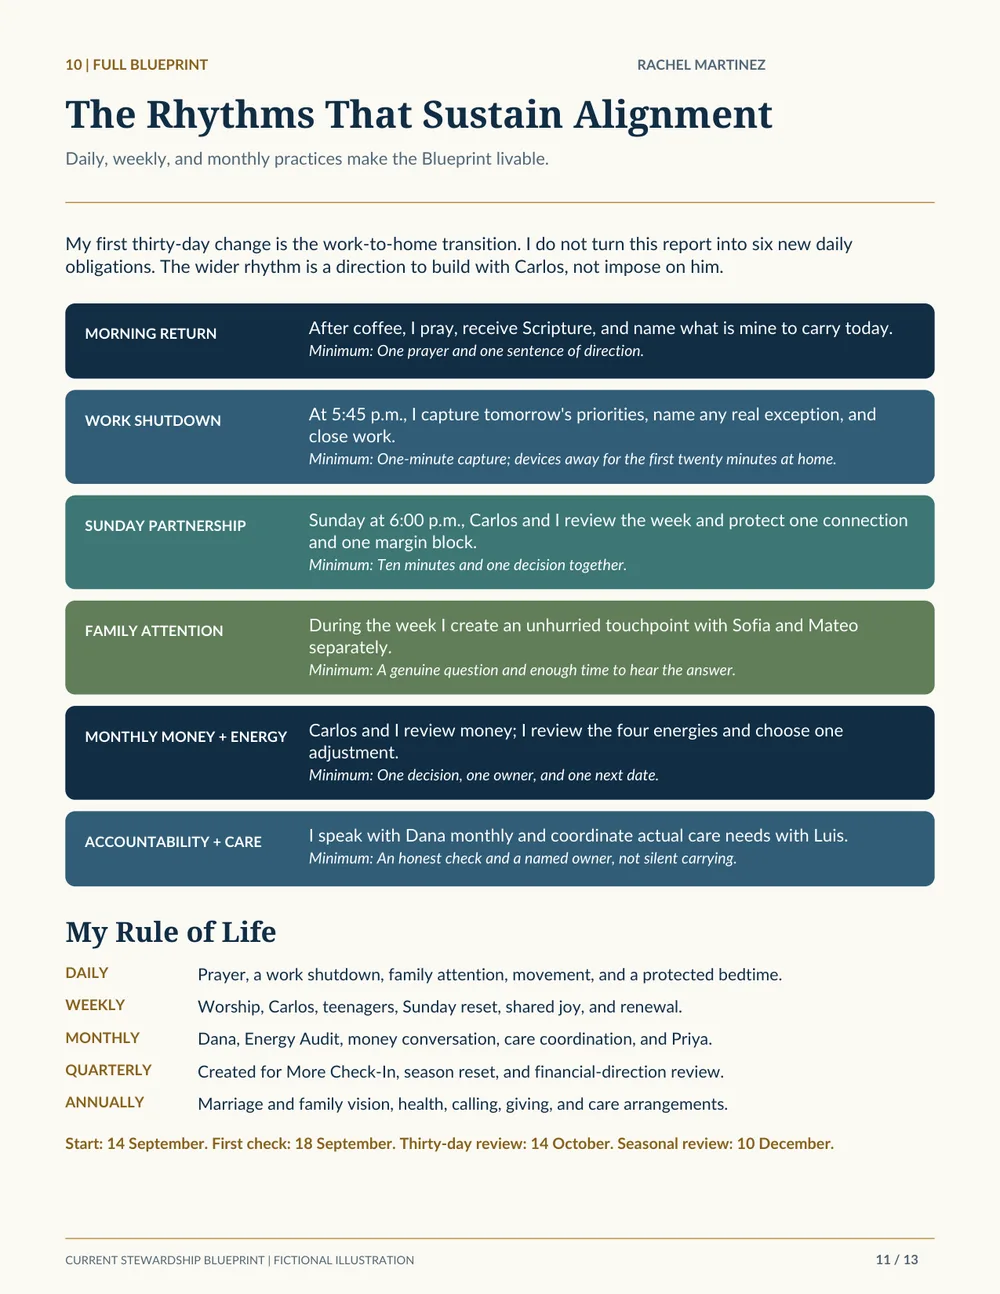 10 | FULL BLUEPRINT
RACHEL MARTINEZ
The Rhythms That Sustain Alignment
Daily, weekly, and monthly practices make the Blueprint livable.
My first thirty-day change is the work-to-home transition. I do not turn this report into six new daily
obligations. The wider rhythm is a direction to build with Carlos, not impose on him.
MORNING RETURN
After coffee, I pray, receive Scripture, and name what is mine to carry today.
Minimum: One prayer and one sentence of direction.
WORK SHUTDOWN
At 5:45 p.m., I capture tomorrow's priorities, name any real exception, and
close work.
Minimum: One-minute capture; devices away for the first twenty minutes at home.
SUNDAY PARTNERSHIP
Sunday at 6:00 p.m., Carlos and I review the week and protect one connection
and one margin block.
Minimum: Ten minutes and one decision together.
FAMILY ATTENTION
During the week I create an unhurried touchpoint with Sofia and Mateo
separately.
Minimum: A genuine question and enough time to hear the answer.
MONTHLY MONEY + ENERGY
Carlos and I review money; I review the four energies and choose one
adjustment.
Minimum: One decision, one owner, and one next date.
ACCOUNTABILITY + CARE
I speak with Dana monthly and coordinate actual care needs with Luis.
Minimum: An honest check and a named owner, not silent carrying.
My Rule of Life
DAILY
Prayer, a work shutdown, family attention, movement, and a protected bedtime.
WEEKLY
Worship, Carlos, teenagers, Sunday reset, shared joy, and renewal.
MONTHLY
Dana, Energy Audit, money conversation, care coordination, and Priya.
QUARTERLY
Created for More Check-In, season reset, and financial-direction review.
ANNUALLY
Marriage and family vision, health, calling, giving, and care arrangements.
Start: 14 September. First check: 18 September. Thirty-day review: 14 October. Seasonal review: 10 December.
CURRENT STEWARDSHIP BLUEPRINT | FICTIONAL ILLUSTRATION
11 / 13